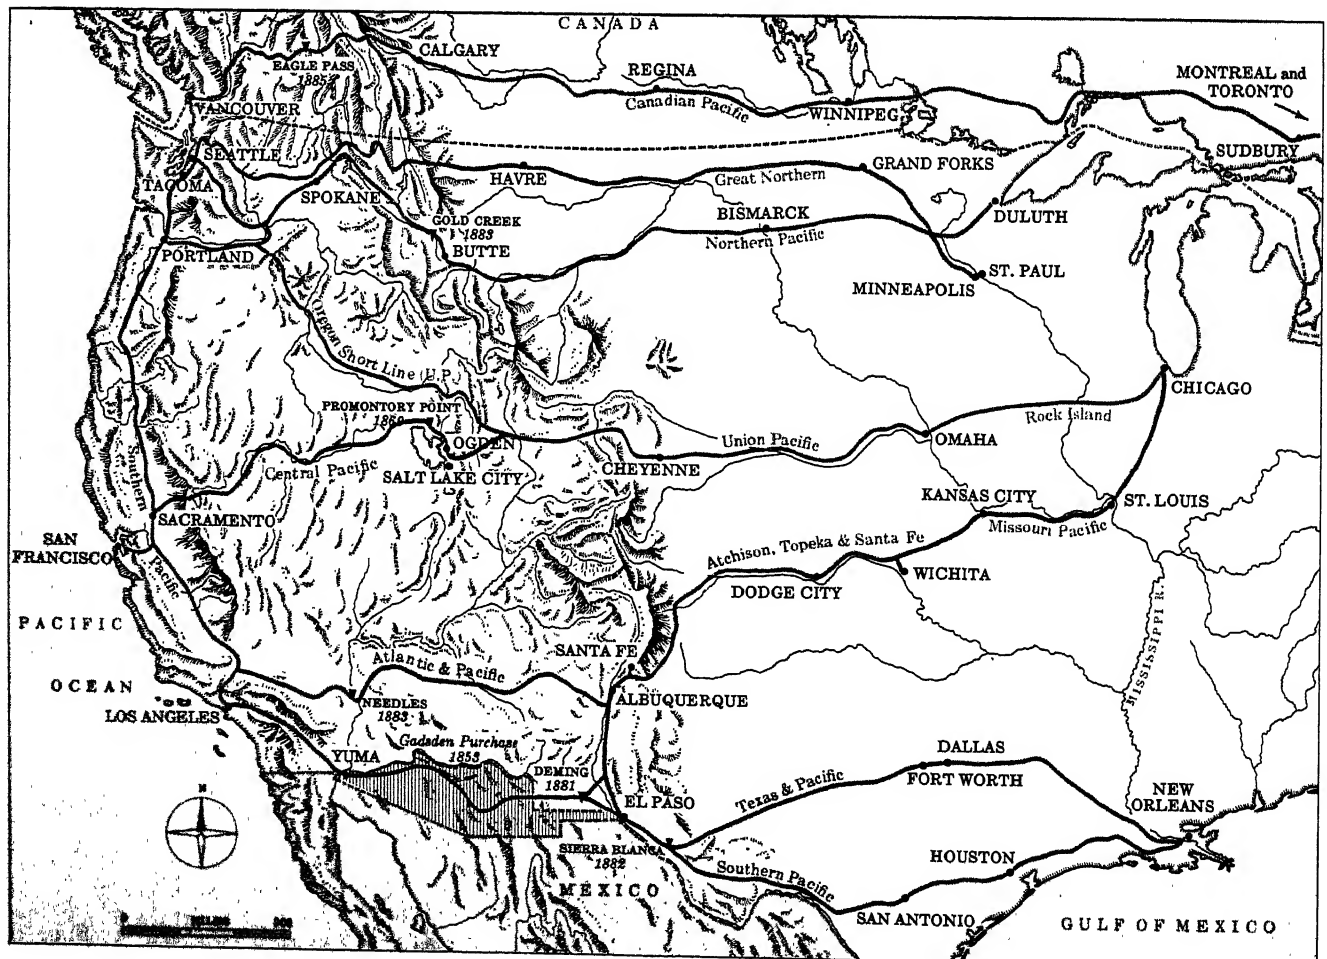 CANADA
CALGARY
EAGLE PASS
1885
REGINA
MONTREAL and
TORONTO
Canadian Pacific
VANCOUVER
WINNIPEG
SEATTLE
SUDBURY
GRAND FORKS
TACOMA
HAVRE
Great Northern
SPOKANE
BISMARCK
DULUTH
GOLD CREEK
1883
Northern Pacific
BUTTE
PORTLAND
ST. PAUL
MINNEAPOLIS
Oregon Short Line (U.P.)
CHICAGO
PROMONTORY POINT
1869
Rock Island
OGDEN
Union Pacific
OMAHA
Central Pacific
CHEYENNE
SALT LAKE CITY
Southern
Pacific
KANSAS CITY
ST. LOUIS
SACRAMENTO
Missouri Pacific
SAN
FRANCISCO
Atchison, Topeka & Santa Fe
WICHITA
DODGE CITY
PACIFIC
OCEAN
MISSISSIPPI R.
SANTA FE
Atlantic & Pacific
NEEDLES
1883
ALBUQUERQUE
LOS ANGELES
Gadsden Purchase
1853
YUMA
DALLAS
FORT WORTH
DEMING
1881
EL PASO
Texas & Pacific
NEW
ORLEANS
N
SIERRA BLANCA
1882
HOUSTON
MEXICO
Southern Pacific
SAN ANTONIO
GULF OF MEXICO